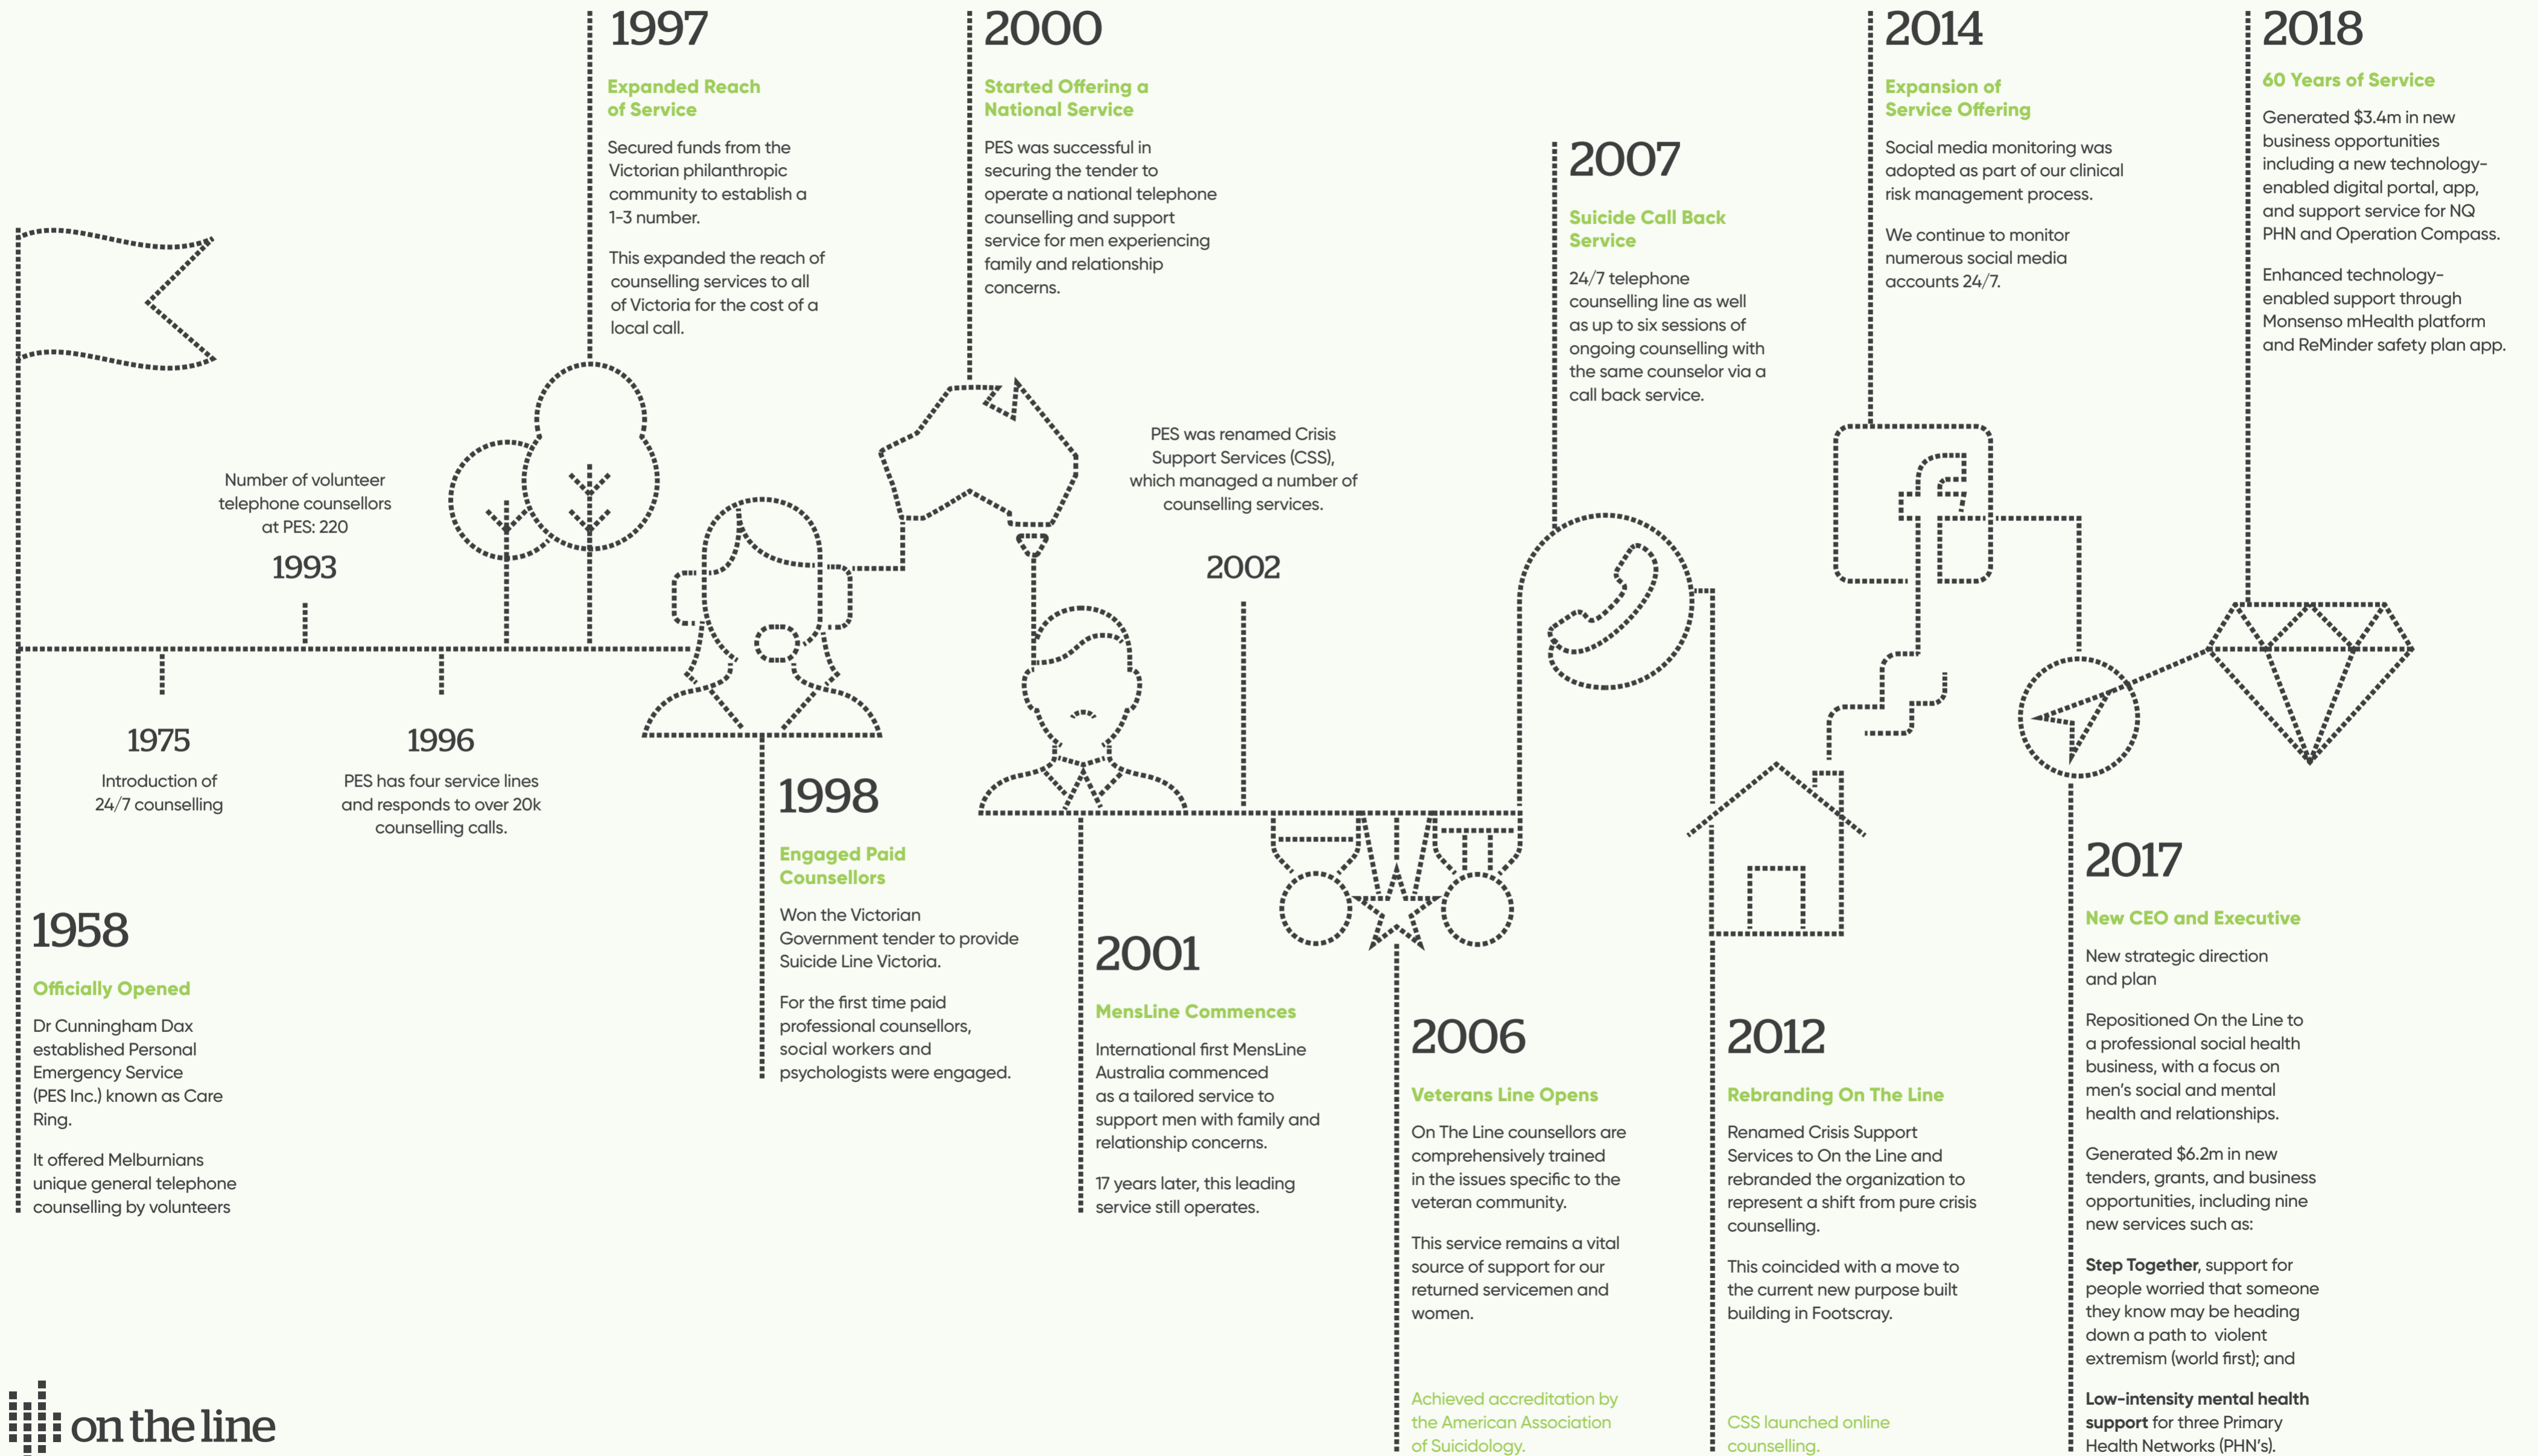 1958
Officially Opened
Dr Cunningham Dax
established Personal
Emergency Service
(PES Inc.) known as Care
Ring.
It offered Melburnians
unique general telephone
counselling by volunteers
1975
Introduction of
24/7 counselling
Number of volunteer
telephone counsellors
at PES: 220
1993
1996
PES has four service lines
and responds to over 20k
counselling calls.
1997
Expanded Reach
of Service
Secured funds from the
Victorian philanthropic
community to establish a
1-3 number.
This expanded the reach of
counselling services to all
of Victoria for the cost of a
local call.
1998
Engaged Paid
Counsellors
Won the Victorian
Government tender to provide
Suicide Line Victoria.
For the first time paid
professional counsellors,
social workers and
psychologists were engaged.
2000
Started Offering a
National Service
PES was successful in
securing the tender to
operate a national telephone
counselling and support
service for men experiencing
family and relationship
concerns.
2001
MensLine Commences
International first MensLine
Australia commenced
as a tailored service to
support men with family and
relationship concerns.
17 years later, this leading
service still operates.
PES was renamed Crisis
Support Services (CSS),
which managed a number of
counselling services.
2002
2006
Veterans Line Opens
On The Line counsellors are
comprehensively trained
in the issues specific to the
veteran community.
This service remains a vital
source of support for our
returned servicemen and
women.
Achieved accreditation by
the American Association
of Suicidology.
2007
Suicide Call Back
Service
24/7 telephone
counselling line as well
as up to six sessions of
ongoing counselling with
the same counselor via a
call back service.
2012
Rebranding On The Line
Renamed Crisis Support
Services to On the Line and
rebranded the organization to
represent a shift from pure crisis
counselling.
This coincided with a move to
the current new purpose built
building in Footscray.
CSS launched online
counselling.
2014
Expansion of
Service Offering
Social media monitoring was
adopted as part of our clinical
risk management process.
We continue to monitor
numerous social media
accounts 24/7.
2017
New CEO and Executive
New strategic direction
and plan
Repositioned On the Line to
a professional social health
business, with a focus on
men's social and mental
health and relationships.
Generated $6.2m in new
tenders, grants, and business
opportunities, including nine
new services such as:
Step Together, support for
people worried that someone
they know may be heading
down a path to violent
extremism (world first); and
Low-intensity mental health
support for three Primary
Health Networks (PHN's).
2018
60 Years of Service
Generated $3.4m in new
business opportunities
including a new technology-
enabled digital portal, app,
and support service for NQ
PHN and Operation Compass.
Enhanced technology-
enabled support through
Monsenso mHealth platform
and ReMinder safety plan app.
on the line